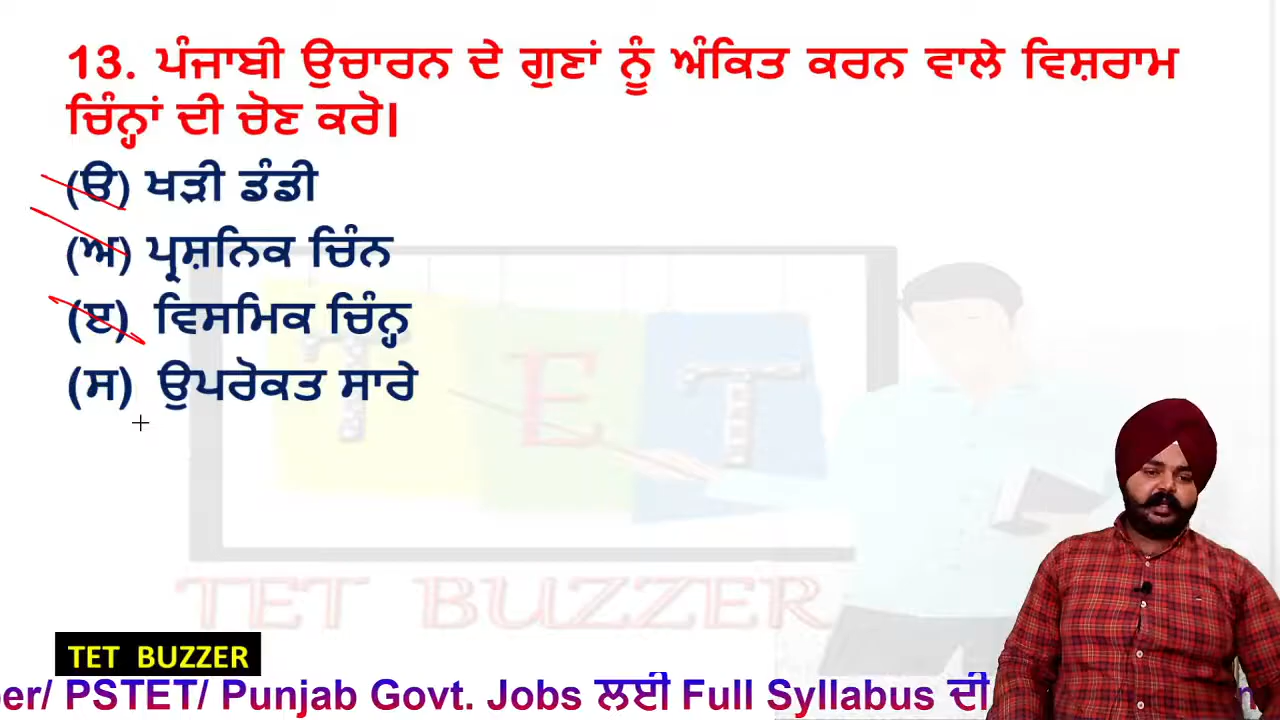 13. ਪੰਜਾਬੀ ਉਚਾਰਨ ਦੇ ਗੁਣਾਂ ਨੂੰ ਅੰਕਿਤ ਕਰਨ ਵਾਲੇ ਵਿਸ਼ਰਾਮ
ਚਿੰਨ੍ਹਾਂ ਦੀ ਚੋਣ ਕਰੋ।
(ੳ) ਖੜੀ ਡੰਡੀ
(ਅ) ਪ੍ਰਸ਼ਨਿਕ ਚਿੰਨ
(ੲ) ਵਿਸਮਿਕ ਚਿੰਨ੍ਹ
(ਸ) ਉਪਰੋਕਤ ਸਾਰੇ
T E T
TET BUZZER
TET BUZZER
/ PSTET/ Punjab Govt. Jobs ਲਈ Full Syllabus ਦੀ